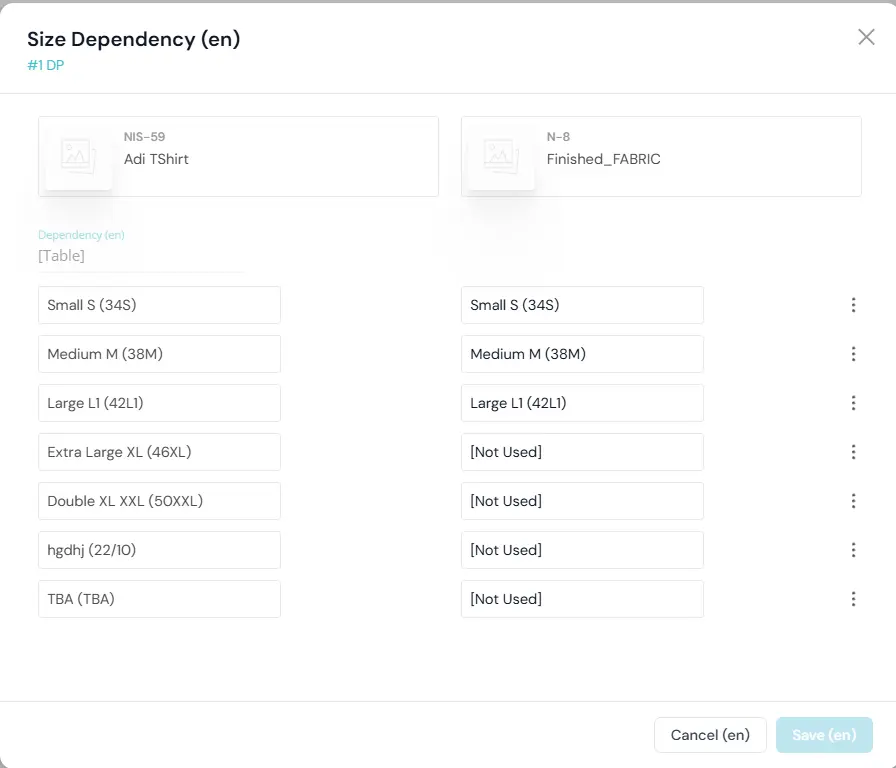 Size Dependency (en)
#1 DP
NIS-59
Adi TShirt
N-8
Finished_FABRIC
Dependency (en)
[Table]
Small S (34S)
Small S (34S)
Medium M (38M)
Medium M (38M)
Large L1 (42L1)
Large L1 (42L1)
Extra Large XL (46XL)
[Not Used]
Double XL XXL (50XXL)
[Not Used]
hgdhj (22/10)
[Not Used]
TBA (TBA)
[Not Used]
Cancel (en)
Save (en)